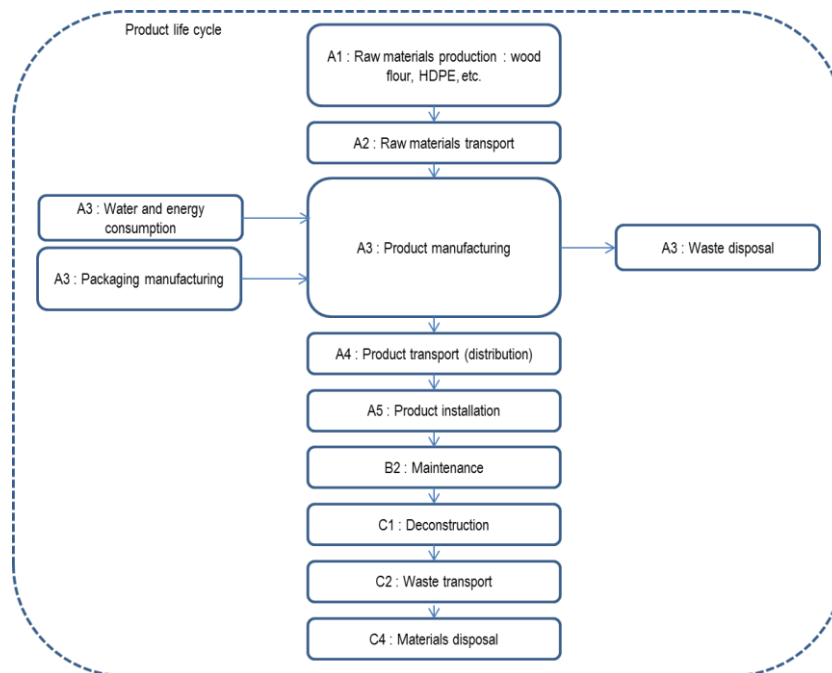 Product life cycle
A1 : Raw materials production : wood
flour, HDPE, etc.
A2 : Raw materials transport
A3 : Water and energy
consumption
A3 : Product manufacturing
A3 : Waste disposal
A3 : Packaging manufacturing
A4 : Product transport (distribution)
A5 : Product installation
B2 : Maintenance
C1 : Deconstruction
C2 : Waste transport
C4 : Materials disposal